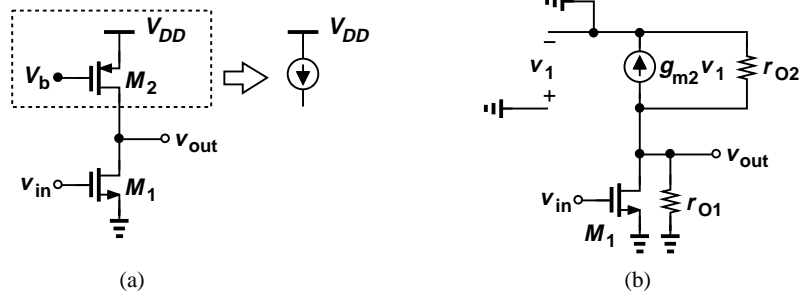 V_DD
V_DD
V_b
M_2
v_out
v_in
M_1
(a)
−
v_1
+
g_m2 v_1
r_O2
v_out
v_in
M_1
r_O1
(b)